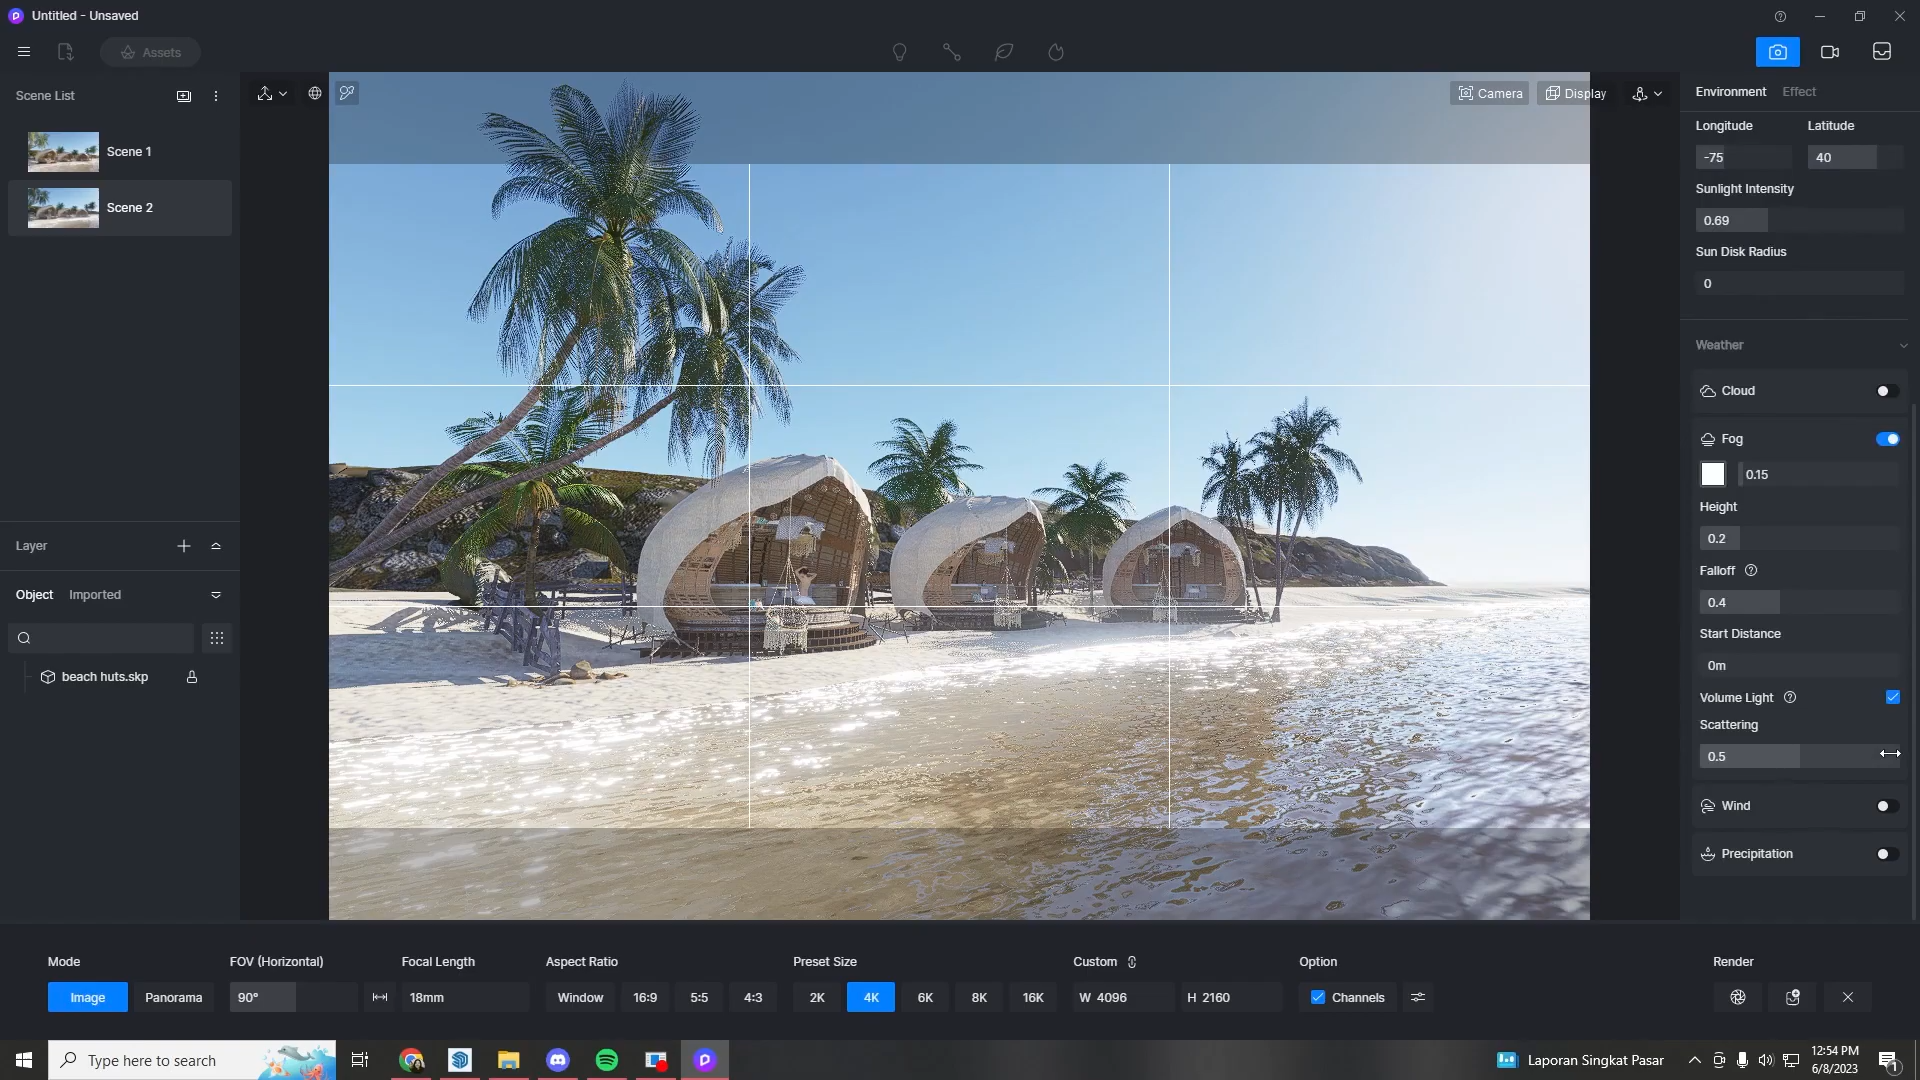 Untitled - Unsaved
Assets
Scene List
Scene 1
Scene 2
Layer
Object Imported
beach huts.skp
Camera
Display
Environment Effect
Longitude Latitude
-75 40
Sunlight Intensity
0.69
Sun Disk Radius
0
Weather
Cloud
Fog
0.15
Height
0.2
Falloff
0.4
Start Distance
0m
Volume Light
Scattering
0.5
Wind
Precipitation
Mode FOV (Horizontal) Focal Length Aspect Ratio Preset Size Custom Option Render
Image Panorama 90° 18mm Window 16:9 5:5 4:3 2K 4K 6K 8K 16K W 4096 H 2160 Channels
Type here to search
Laporan Singkat Pasar
12:54 PM
6/8/2023
1